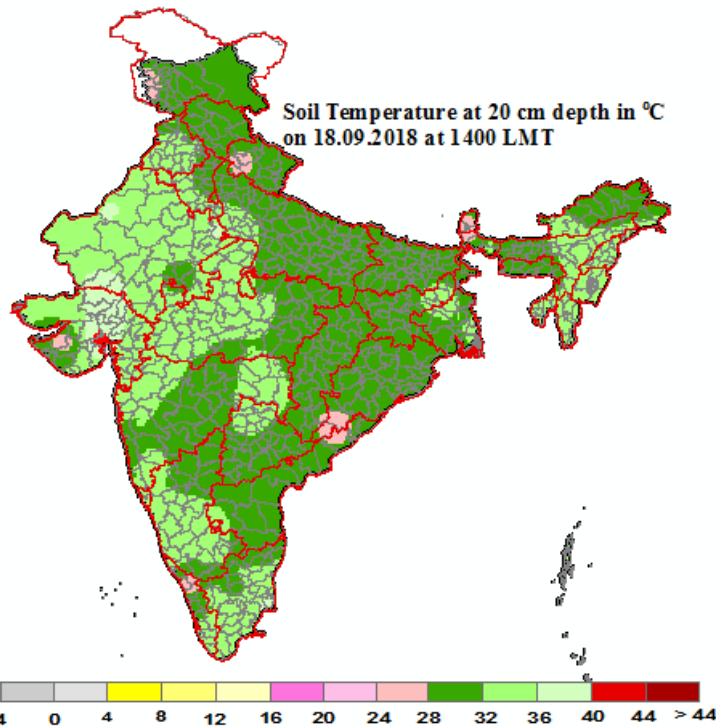 Soil Temperature at 20 cm depth in °C
on 18.09.2018 at 1400 LMT
4 0 4 8 12 16 20 24 28 32 36 40 44 > 44